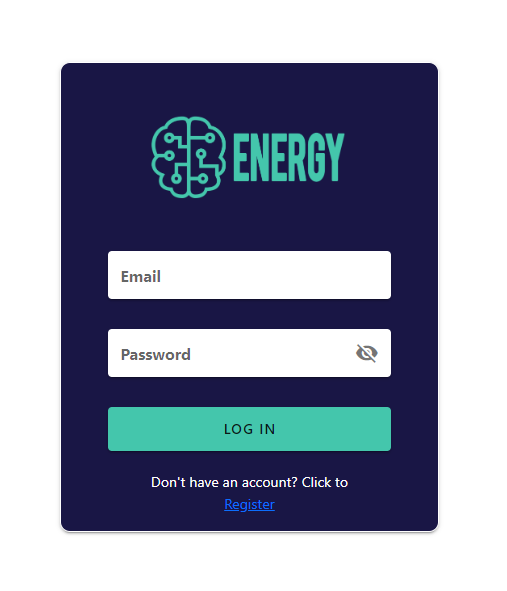 ENERGY
Email
Password
LOG IN
Don't have an account? Click to
Register